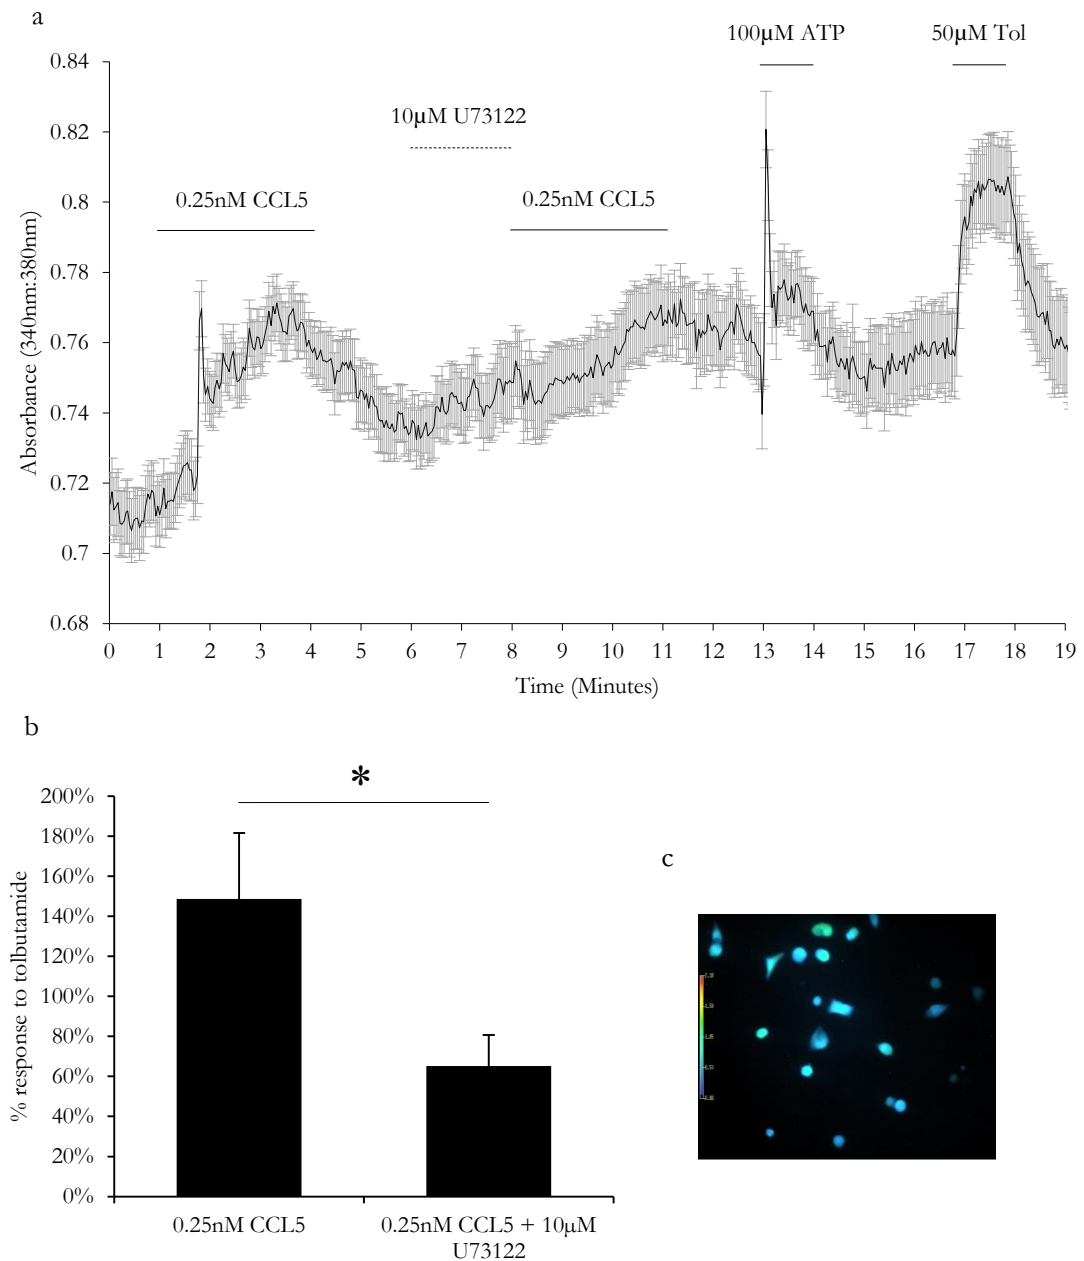 a
100µM ATP
50µM Tol
0.84
0.82
0.8
0.78
0.76
0.74
0.72
0.7
0.68
Absorbance (340nm:380nm)
10µM U73122
0.25nM CCL5
0.25nM CCL5
0 1 2 3 4 5 6 7 8 9 10 11 12 13 14 15 16 17 18 19
Time (Minutes)
b
*
200%
180%
160%
140%
120%
100%
80%
60%
40%
20%
0%
% response to tolbutamide
0.25nM CCL5
0.25nM CCL5 + 10µM
U73122
c